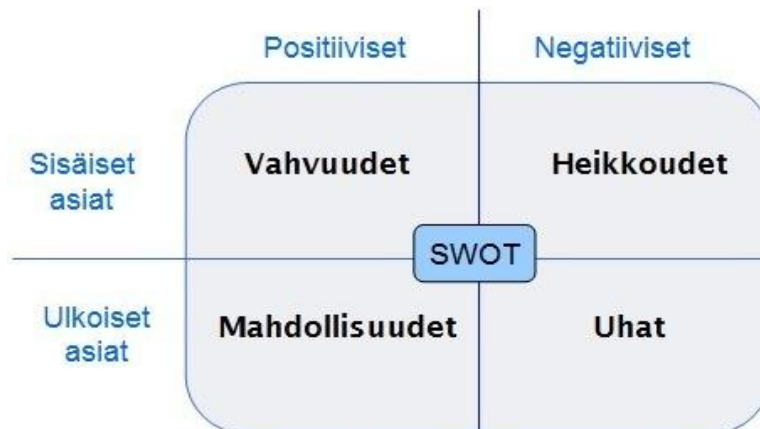 Positiiviset
Negatiiviset
Sisäiset
asiat
Vahvuudet
Heikkoudet
SWOT
Ulkoiset
asiat
Mahdollisuudet
Uhat